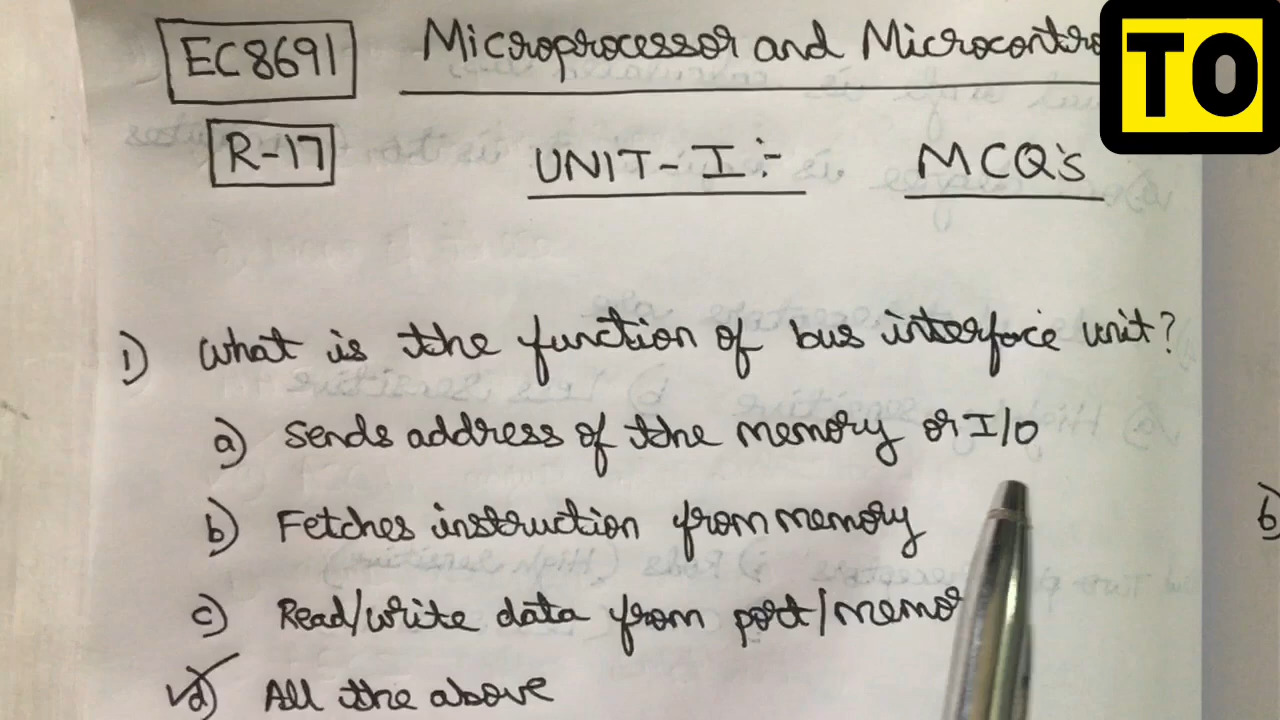 EC8691 Microprocessor and Microcontro
TO
R-17 UNIT-I:- MCQ's
1) What is the function of bus interface unit?
a) Sends address of the memory or I/O
b) Fetches instruction from memory
c) Read/write data from port/memo
d) All the above
6)